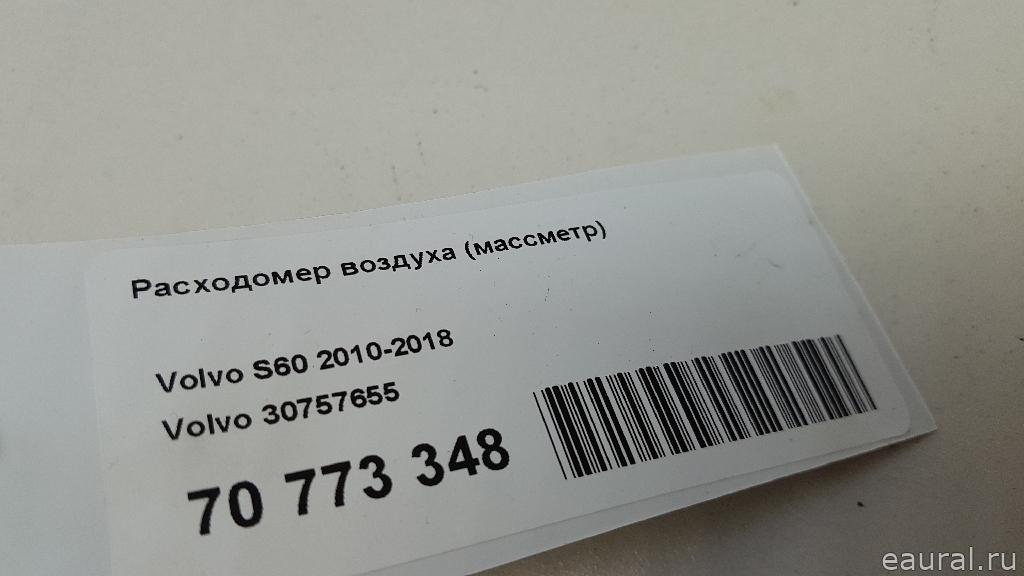 Расходомер воздуха (массметр)
Volvo S60 2010-2018
Volvo 30757655
70 773 348
eaural.ru